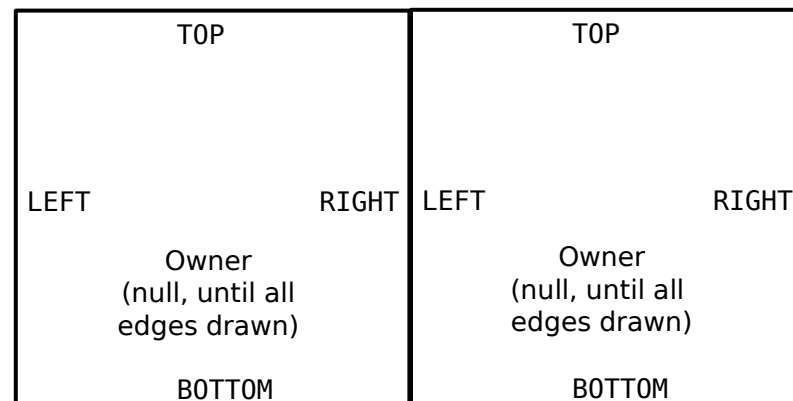 TOP
TOP
LEFT RIGHT LEFT RIGHT
Owner
(null, until all
edges drawn)
Owner
(null, until all
edges drawn)
BOTTOM
BOTTOM